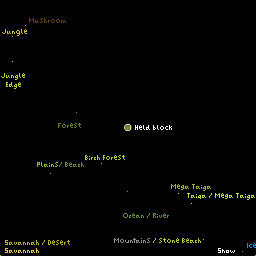 Mushroom
Jungle
Jungle
Edge
Forest
Held block
Birch Forest
Plains/ Beach
Mega Taiga
Taiga / Mega Taiga
Ocean / River
Mountains / Stone Beach
Savannah / Desert
Savannah
Snow
Ice